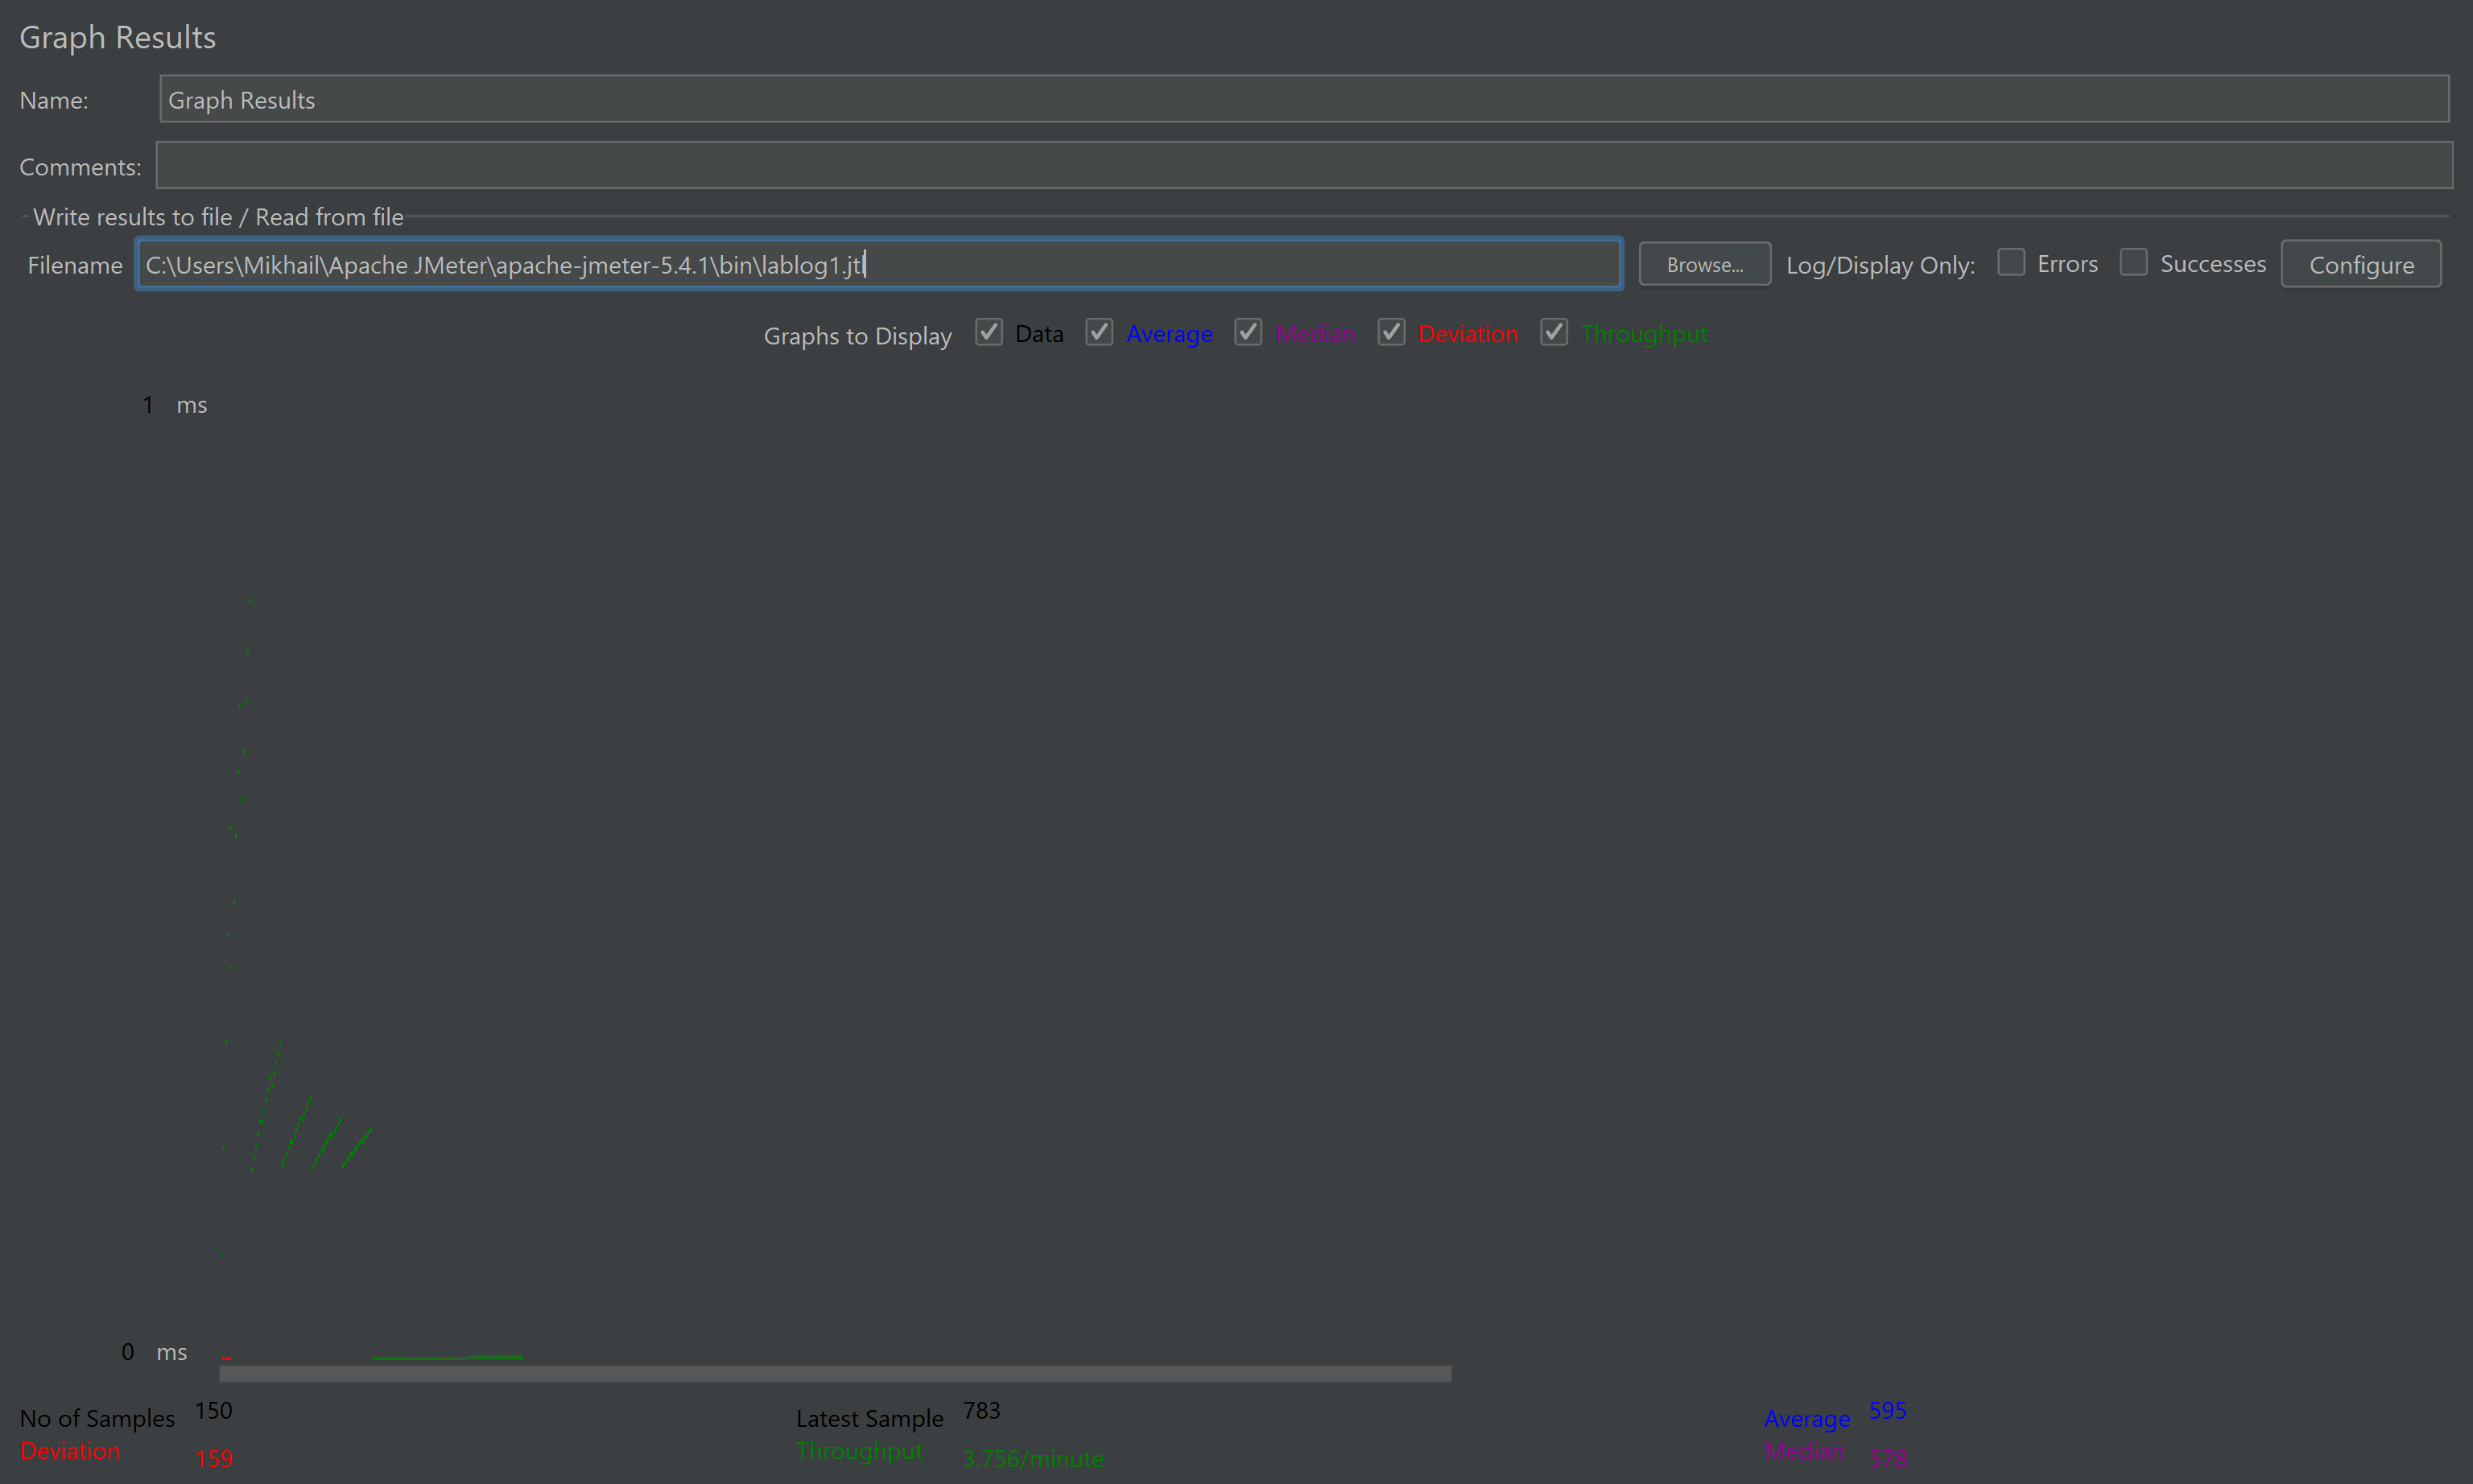 Graph Results
Name: Graph Results
Comments:
Write results to file / Read from file
Filename C:\Users\Mikhail\Apache JMeter\apache-jmeter-5.4.1\bin\lablog1.jtl Browse... Log/Display Only: Errors Successes Configure
Graphs to Display Data Average Median Deviation Throughput
1 ms
0 ms
No of Samples 150 Latest Sample 783 Average 595
Deviation 159 Throughput 3.756/minute Median 578